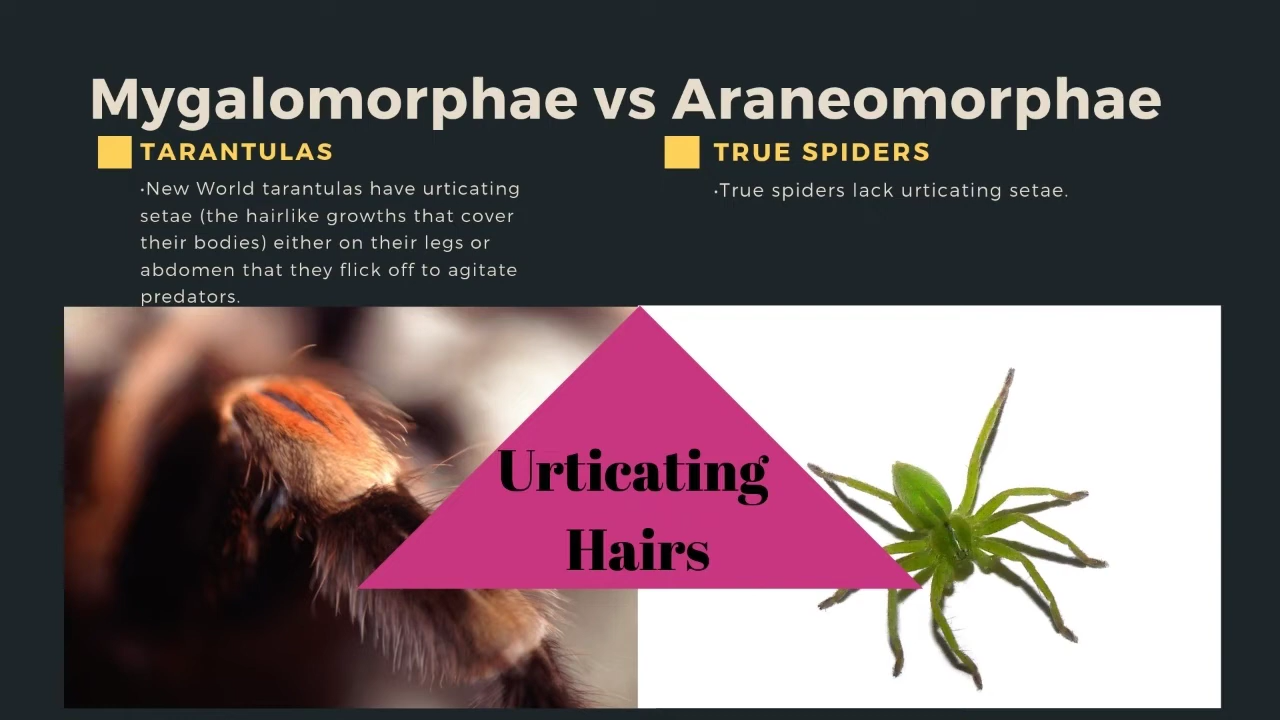 Mygalomorphae vs Araneomorphae
TARANTULAS
·New World tarantulas have urticating
setae (the hairlike growths that cover
their bodies) either on their legs or
abdomen that they flick off to agitate
predators.
TRUE SPIDERS
·True spiders lack urticating setae.
Urticating
Hairs